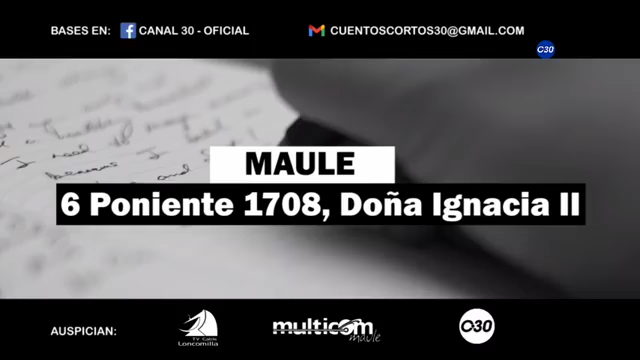 BASES EN: CANAL 30 - OFICIAL CUENTOSCORTOS30@GMAIL.COM
C30
MAULE
6 Poniente 1708, Doña Ignacia II
AUSPICIAN: TV Cable Loncomilla multicom maule C30